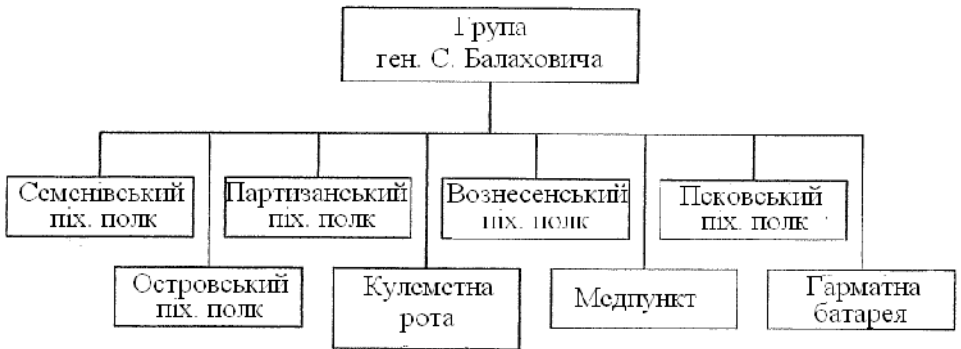 Група
ген. С. Балаховича
Семенівський
піх. полк
Партизанський
піх. полк
Вознесенський
піх. полк
Псковський
піх. полк
Островський
піх. полк
Кулеметна
рота
Медпункт
Гарматна
батарея